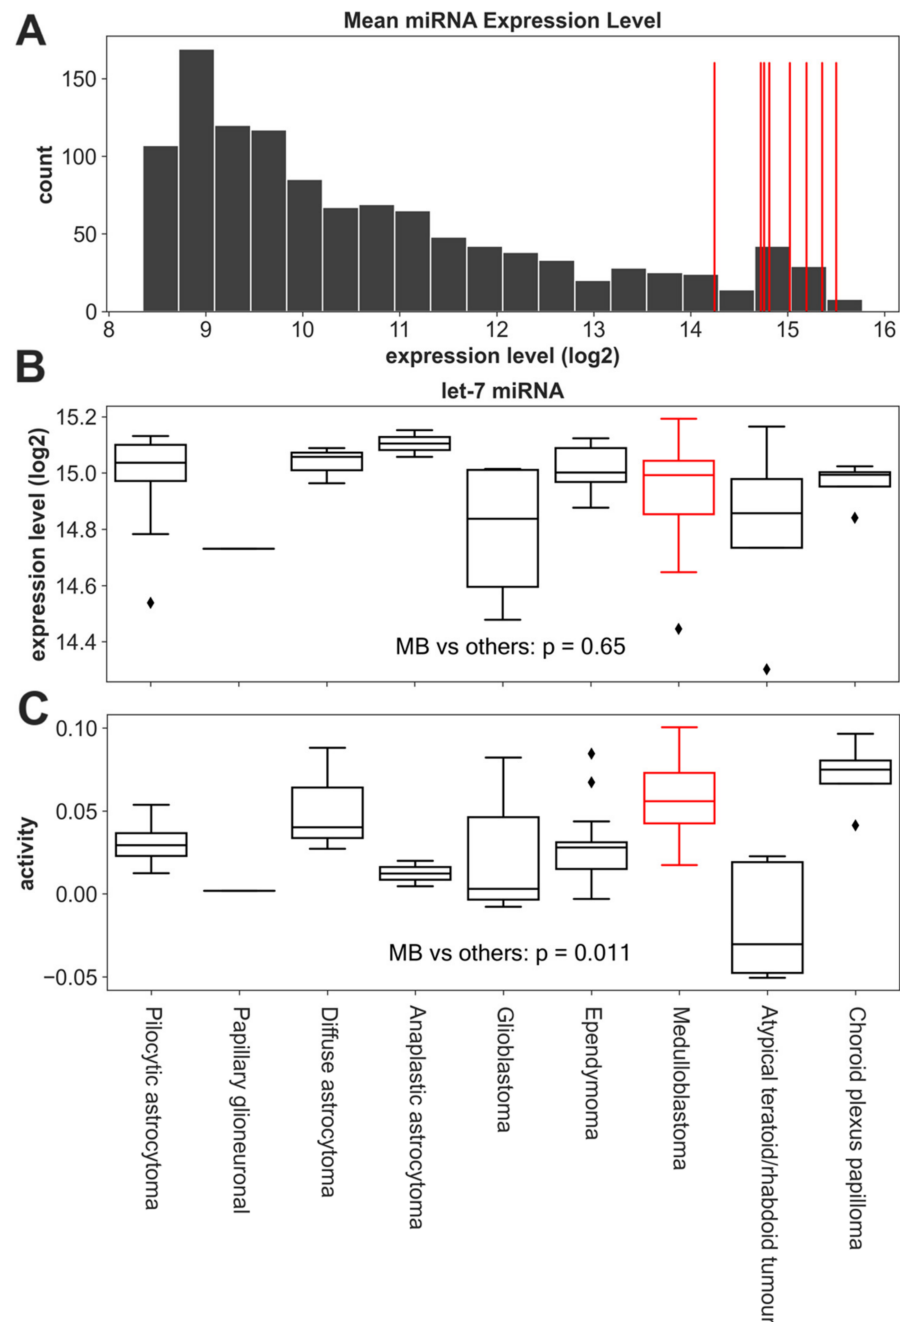 A
Mean miRNA Expression Level
count
150
100
50
0
8 9 10 11 12 13 14 15 16
expression level (log2)
B
let-7 miRNA
expression level (log2)
15.2
15.0
14.8
14.6
14.4
MB vs others: p = 0.65
C
activity
0.10
0.05
0.00
−0.05
MB vs others: p = 0.011
Pilocytic astrocytoma
Papillary glioneuronal
Diffuse astrocytoma
Anaplastic astrocytoma
Glioblastoma
Ependymoma
Medulloblastoma
Atypical teratoid/rhabdoid tumour
Choroid plexus papilloma